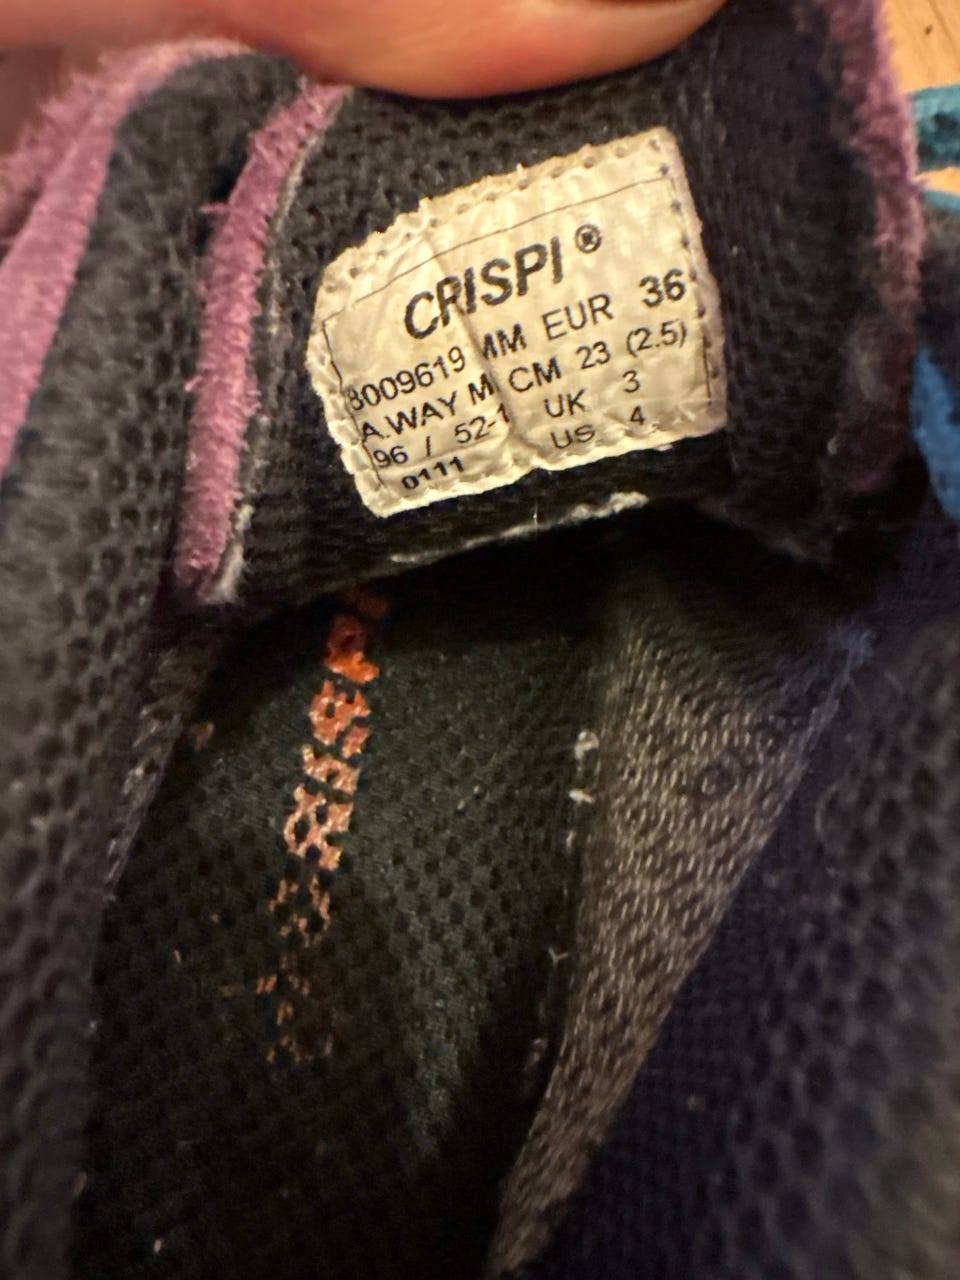 CRISPI ®
8009619 MM EUR 36
A.WAY M CM 23 (2.5)
96 / 52-1 UK 3
0111 US 4